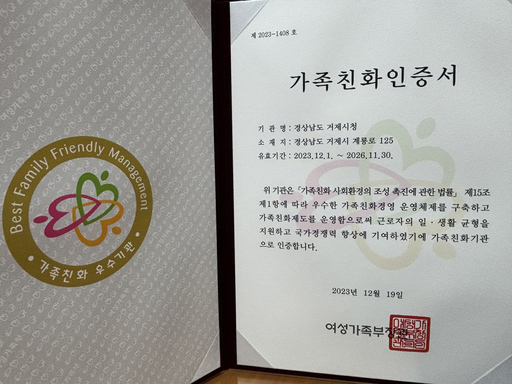 Best Family Friendly Management
• 가족친화 우수기관 •
제 2023-1408 호
가족친화인증서
기 관 명 : 경상남도 거제시청
소 재 지 : 경상남도 거제시 계룡로 125
유효기간 : 2023.12.1. ~ 2026.11.30.
위 기관은 「가족친화 사회환경의 조성 촉진에 관한 법률」 제15조
제1항에 따라 우수한 가족친화경영 운영체제를 구축하고
가족친화제도를 운영함으로써 근로자의 일·생활 균형을
지원하고 국가경쟁력 향상에 기여하였기에 가족친화기관
으로 인증합니다.
2023년 12월 19일
여성가족부장관